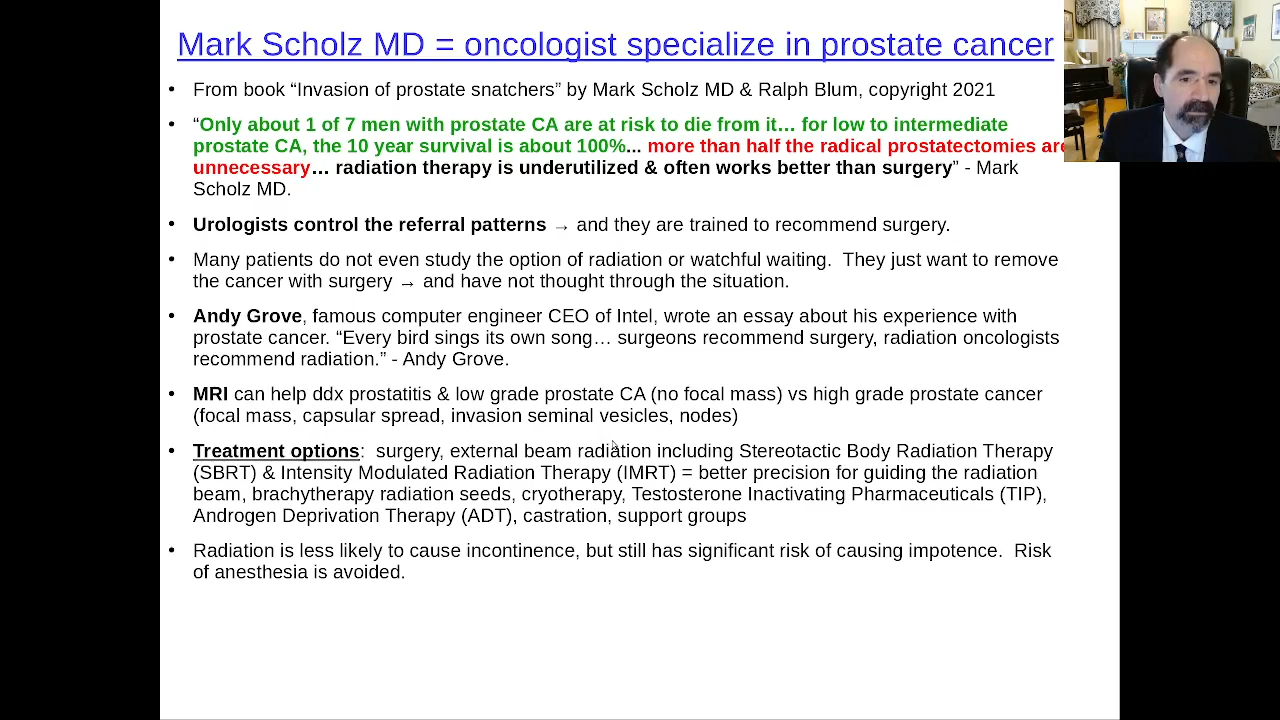 Mark Scholz MD = oncologist specialize in prostate cancer
• From book “Invasion of prostate snatchers” by Mark Scholz MD & Ralph Blum, copyright 2021
• “Only about 1 of 7 men with prostate CA are at risk to die from it… for low to intermediate
prostate CA, the 10 year survival is about 100%... more than half the radical prostatectomies are
unnecessary… radiation therapy is underutilized & often works better than surgery” - Mark
Scholz MD.
• Urologists control the referral patterns → and they are trained to recommend surgery.
• Many patients do not even study the option of radiation or watchful waiting.  They just want to remove
the cancer with surgery → and have not thought through the situation.
• Andy Grove, famous computer engineer CEO of Intel, wrote an essay about his experience with
prostate cancer. “Every bird sings its own song… surgeons recommend surgery, radiation oncologists
recommend radiation.” - Andy Grove.
• MRI can help ddx prostatitis & low grade prostate CA (no focal mass) vs high grade prostate cancer
(focal mass, capsular spread, invasion seminal vesicles, nodes)
• Treatment options:  surgery, external beam radiation including Stereotactic Body Radiation Therapy
(SBRT) & Intensity Modulated Radiation Therapy (IMRT) = better precision for guiding the radiation
beam, brachytherapy radiation seeds, cryotherapy, Testosterone Inactivating Pharmaceuticals (TIP),
Androgen Deprivation Therapy (ADT), castration, support groups
• Radiation is less likely to cause incontinence, but still has significant risk of causing impotence.  Risk
of anesthesia is avoided.